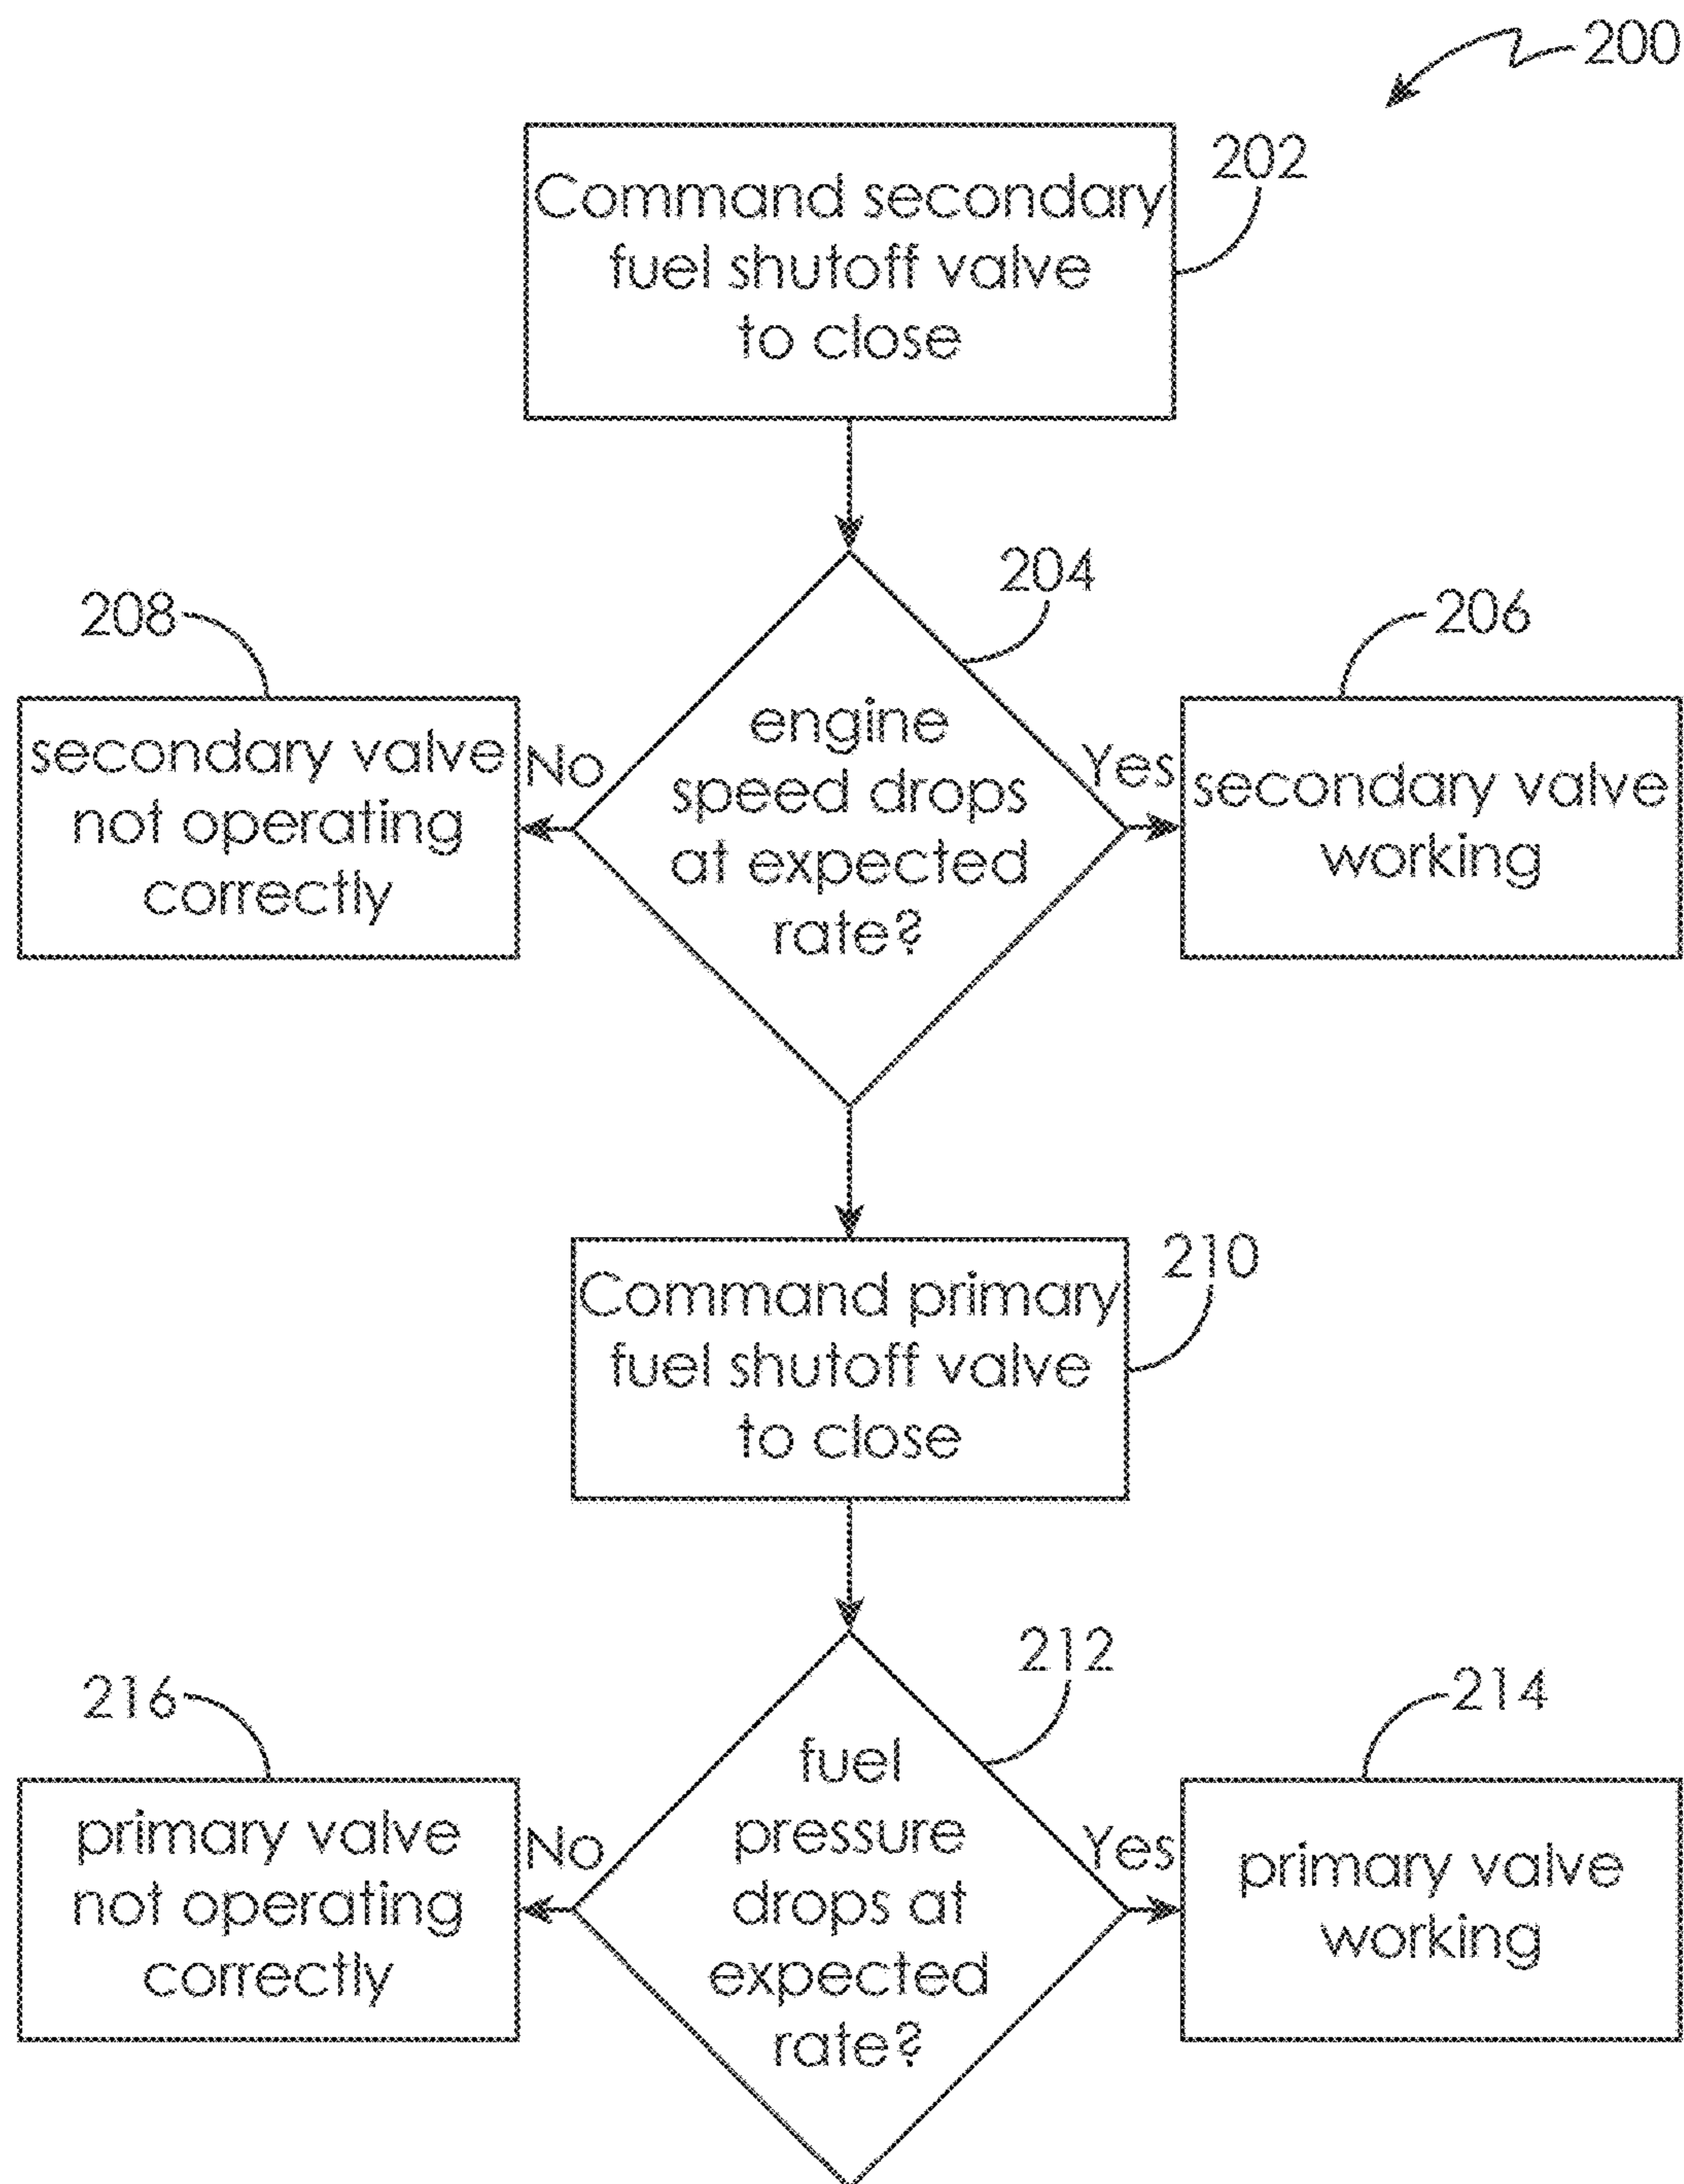 200
202
Command secondary
fuel shutoff valve
to close
204
208
206
engine
speed drops
at expected
rate?
No
Yes
secondary valve
not operating
correctly
secondary valve
working
210
Command primary
fuel shutoff valve
to close
212
216
214
fuel
pressure
drops at
expected
rate?
No
Yes
primary valve
not operating
correctly
primary valve
working